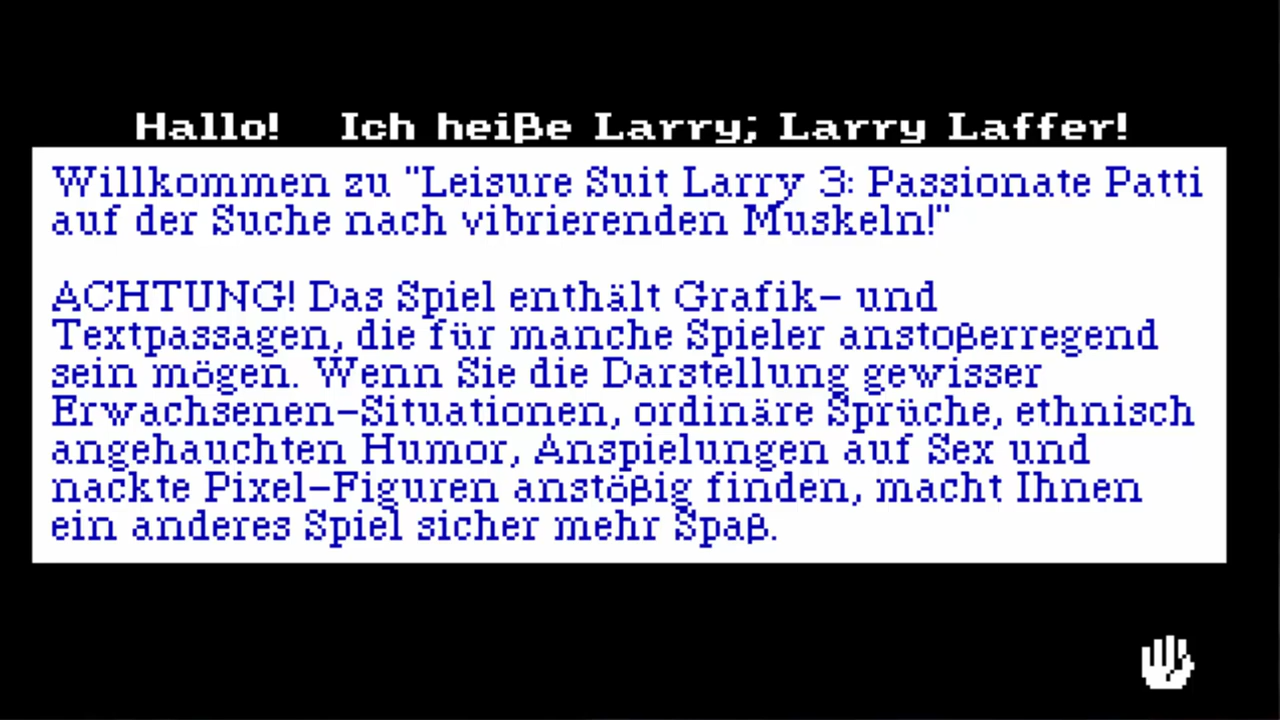 Hallo! Ich heiße Larry; Larry Laffer!
Willkommen zu "Leisure Suit Larry 3: Passionate Patti
auf der Suche nach vibrierenden Muskeln!"
ACHTUNG! Das Spiel enthält Grafik- und
Textpassagen, die für manche Spieler anstoßerregend
sein mögen. Wenn Sie die Darstellung gewisser
Erwachsenen-Situationen, ordinäre Sprüche, ethnisch
angehauchten Humor, Anspielungen auf Sex und
nackte Pixel-Figuren anstößig finden, macht Ihnen
ein anderes Spiel sicher mehr Spaß.